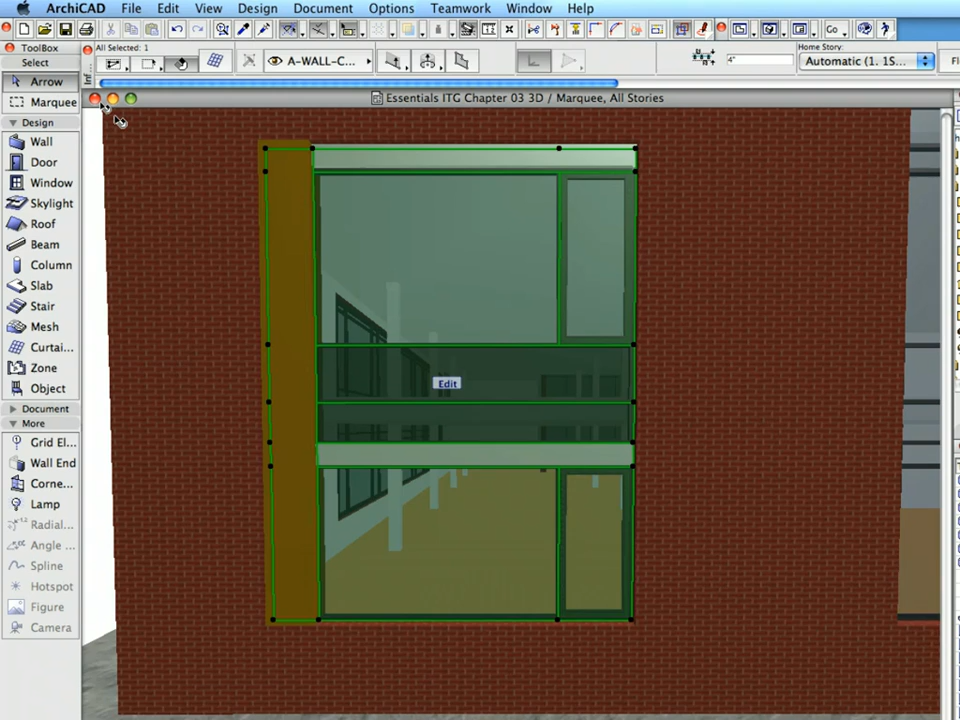 ArchiCAD File Edit View Design Document Options Teamwork Window Help
Go
ToolBox
Select
Arrow
Marquee
Design
Wall
Door
Window
Skylight
Roof
Beam
Column
Slab
Stair
Mesh
Curtai...
Zone
Object
Document
More
Grid El...
Wall End
Corne...
Lamp
Radial...
Angle ...
Spline
Hotspot
Figure
Camera
All Selected: 1
A-WALL-C...
4"
Home Story:
Automatic (1. 1S...
Essentials ITG Chapter 03 3D / Marquee, All Stories
Edit